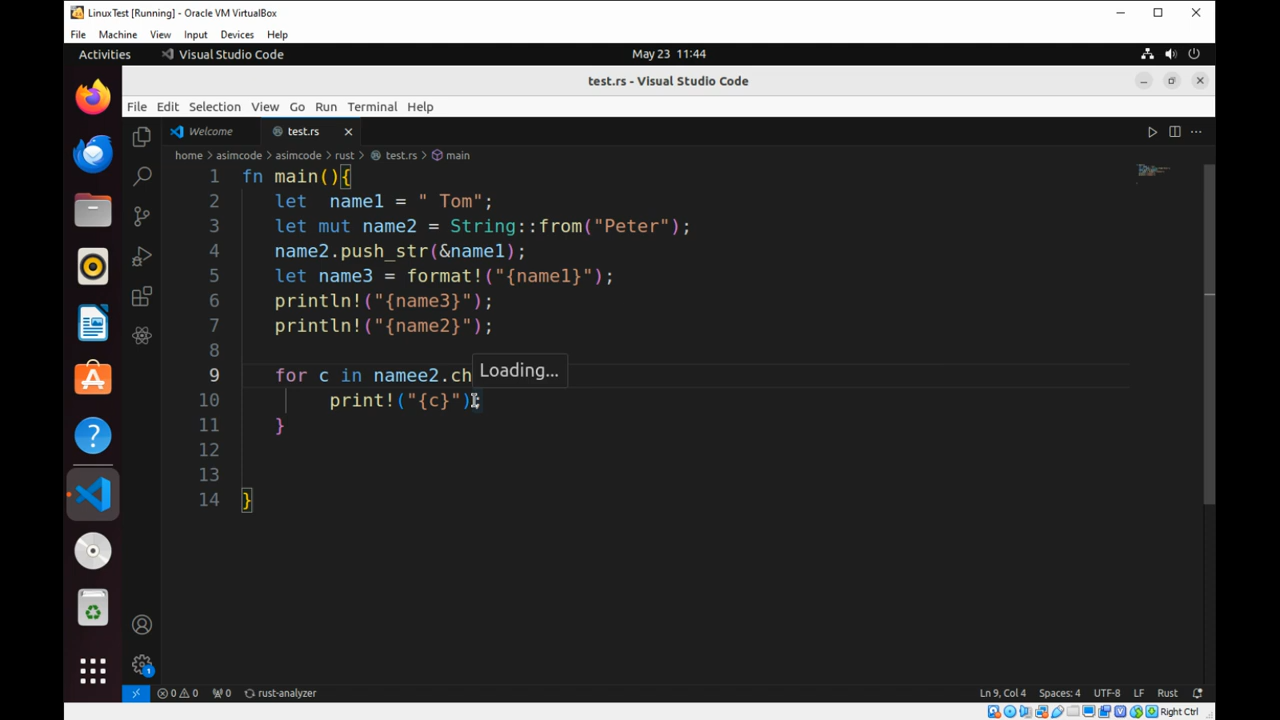 LinuxTest [Running] - Oracle VM VirtualBox
File Machine View Input Devices Help
Activities Visual Studio Code May 23 11:44
test.rs - Visual Studio Code
File Edit Selection View Go Run Terminal Help
Welcome test.rs
home > asimcode > asimcode > rust > test.rs > main
1 fn main(){
2 let name1 = " Tom";
3 let mut name2 = String::from("Peter");
4 name2.push_str(&name1);
5 let name3 = format!("{name1}");
6 println!("{name3}");
7 println!("{name2}");
8
9 for c in namee2.ch Loading...
10 print!("{c}");
11 }
12
13
14 }
1
0 0 0 rust-analyzer Ln 9, Col 4 Spaces: 4 UTF-8 LF Rust
Right Ctrl